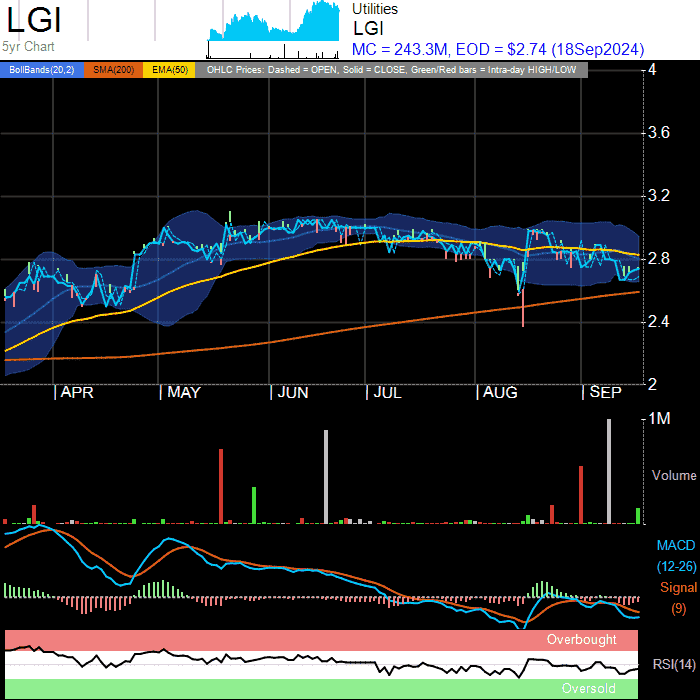 LGI
5yr Chart
Utilities
LGI
MC = 243.3M, EOD = $2.74 (18Sep2024)
BollBands(20,2) SMA(200) EMA(50) OHLC Prices: Dashed = OPEN, Solid = CLOSE, Green/Red bars = Intra-day HIGH/LOW
4
3.6
3.2
2.8
2.4
2
APR MAY JUN JUL AUG SEP
1M
Volume
MACD
(12-26)
Signal
(9)
Overbought
RSI(14)
Oversold